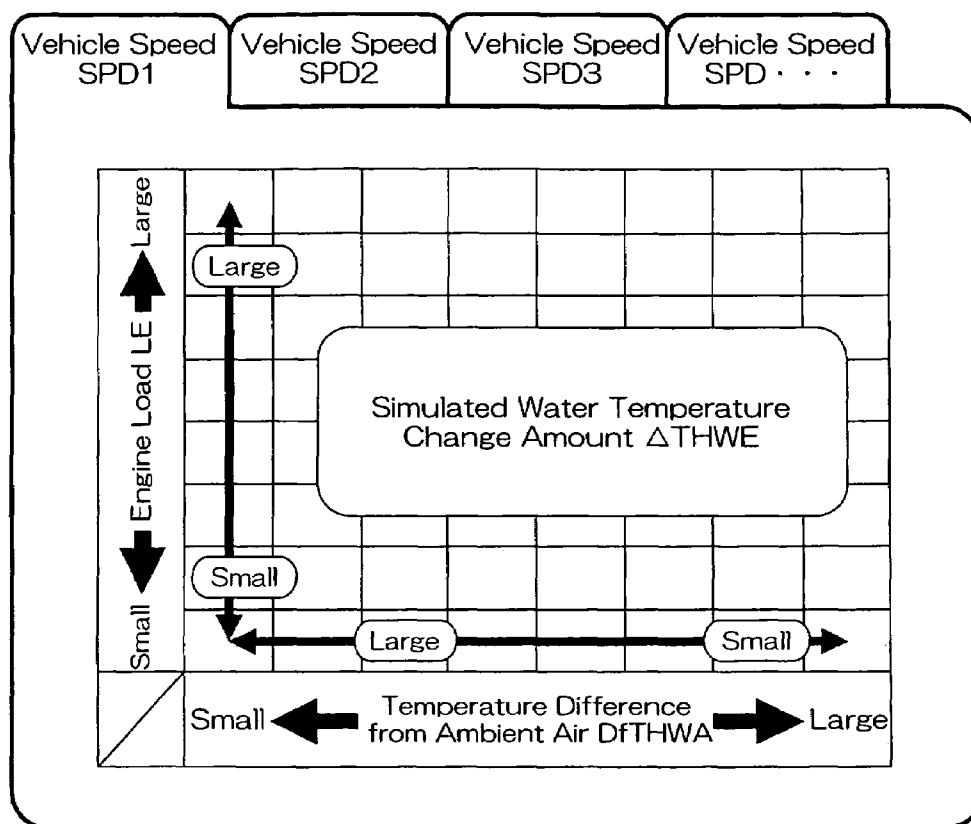 Vehicle Speed
SPD1
Vehicle Speed
SPD2
Vehicle Speed
SPD3
Vehicle Speed
SPD · · ·
Large
Engine Load LE
Small
Large
Small
Simulated Water Temperature
Change Amount △THWE
Large
Small
Small
Temperature Difference
from Ambient Air DfTHWA
Large